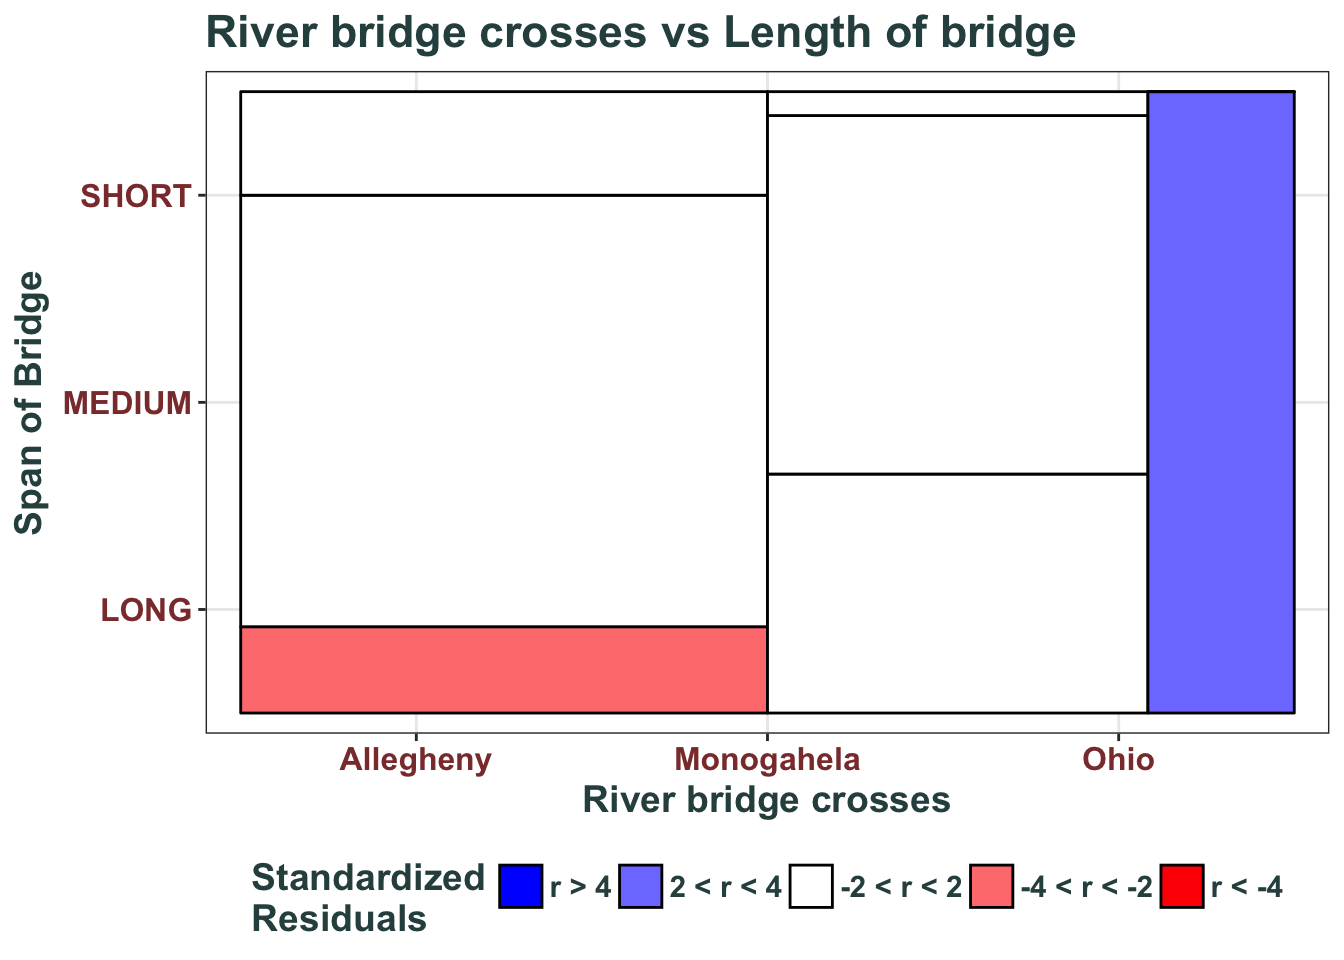 River bridge crosses vs Length of bridge
Span of Bridge
SHORT
MEDIUM
LONG
Allegheny Monogahela Ohio
River bridge crosses
Standardized
Residuals
r > 4 2 < r < 4 -2 < r < 2 -4 < r < -2 r < -4